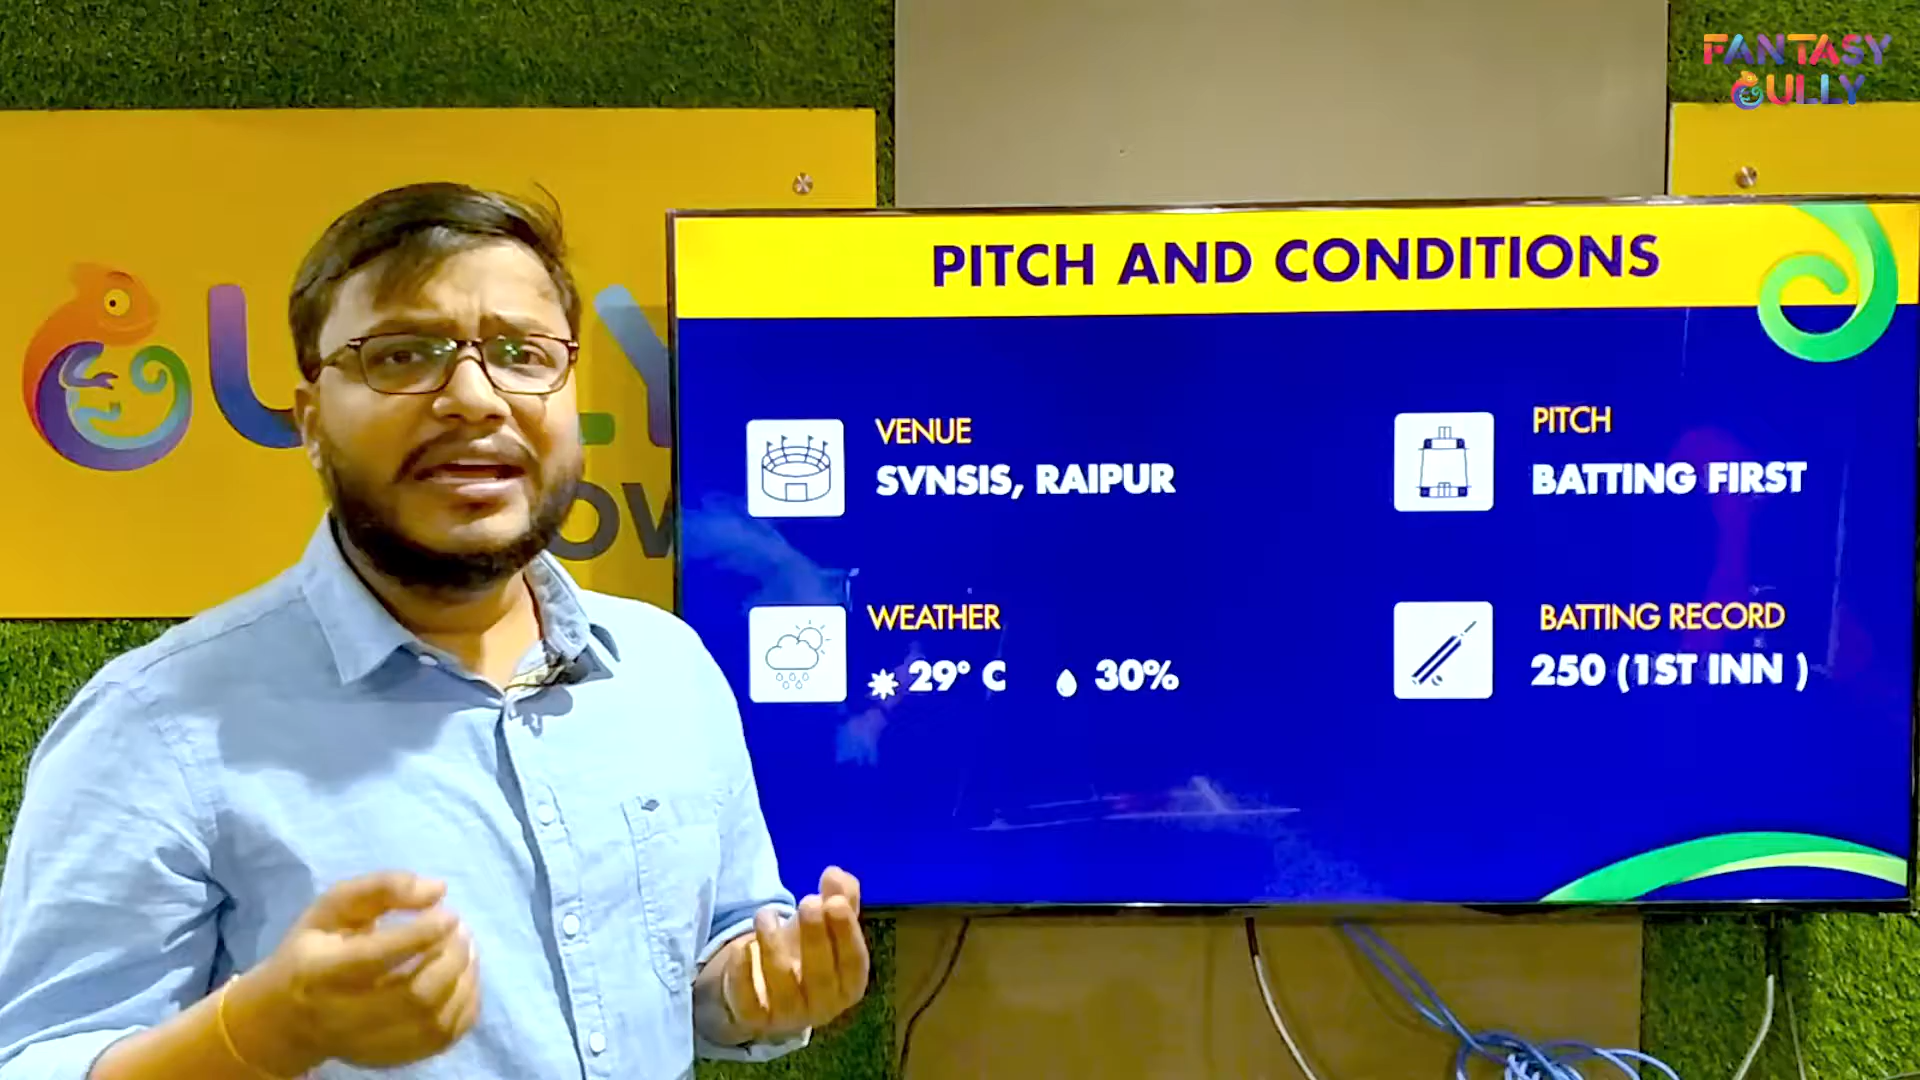 FANTASY
GULLY
PITCH AND CONDITIONS
VENUE
SVNSIS, RAIPUR
PITCH
BATTING FIRST
WEATHER
29° C 30%
BATTING RECORD
250 (1ST INN )